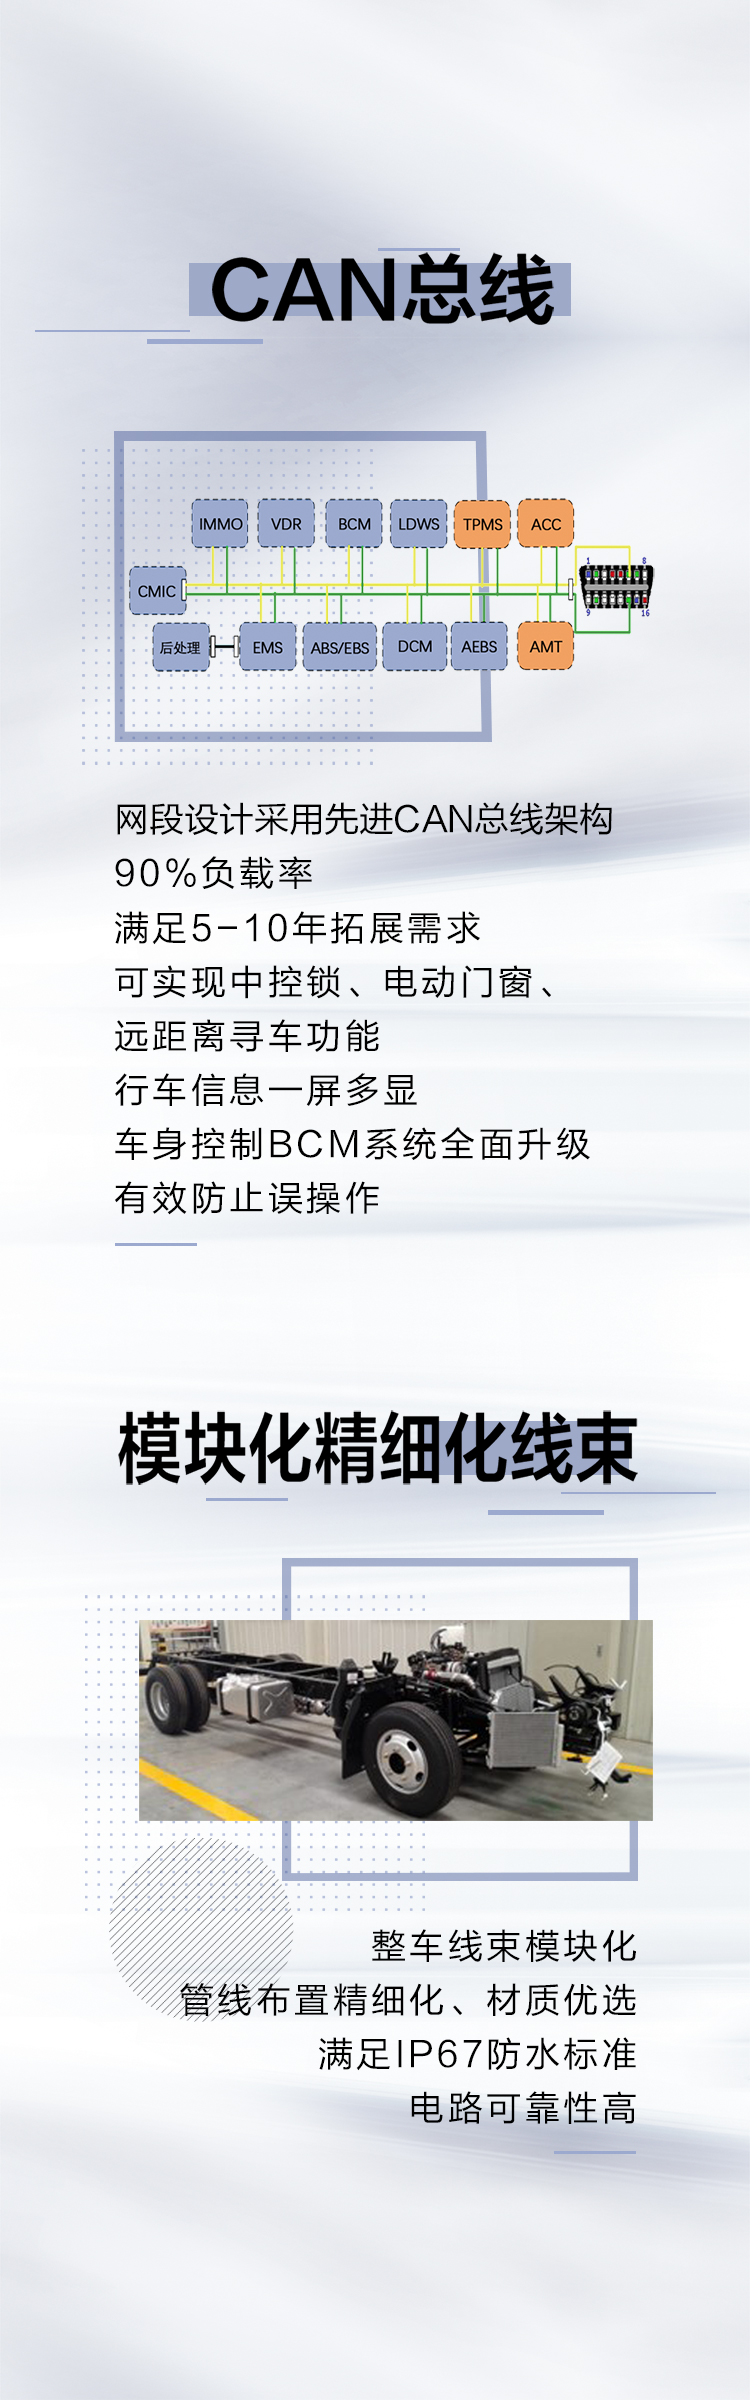 CAN总线
IMMO VDR BCM LDWS TPMS ACC
1 8
CMIC
9 16
后处理 EMS ABS/EBS DCM AEBS AMT
网段设计采用先进CAN总线架构
90%负载率
满足5-10年拓展需求
可实现中控锁、电动门窗、
远距离寻车功能
行车信息一屏多显
车身控制BCM系统全面升级
有效防止误操作
模块化精细化线束
整车线束模块化
管线布置精细化、材质优选
满足IP67防水标准
电路可靠性高